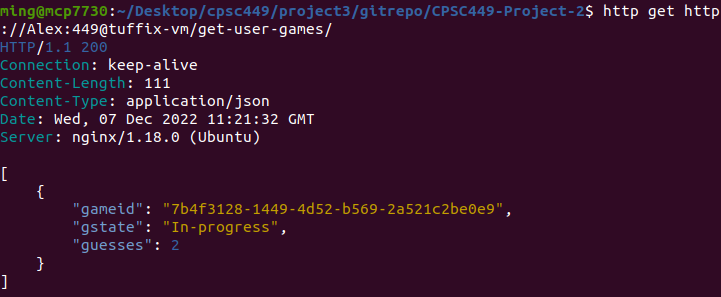 ming@mcp7730:~/Desktop/cpsc449/project3/gitrepo/CPSC449-Project-2$ http get http
://Alex:449@tuffix-vm/get-user-games/
HTTP/1.1 200
Connection: keep-alive
Content-Length: 111
Content-Type: application/json
Date: Wed, 07 Dec 2022 11:21:32 GMT
Server: nginx/1.18.0 (Ubuntu)

[
    {
        "gameid": "7b4f3128-1449-4d52-b569-2a521c2be0e9",
        "gstate": "In-progress",
        "guesses": 2
    }
]